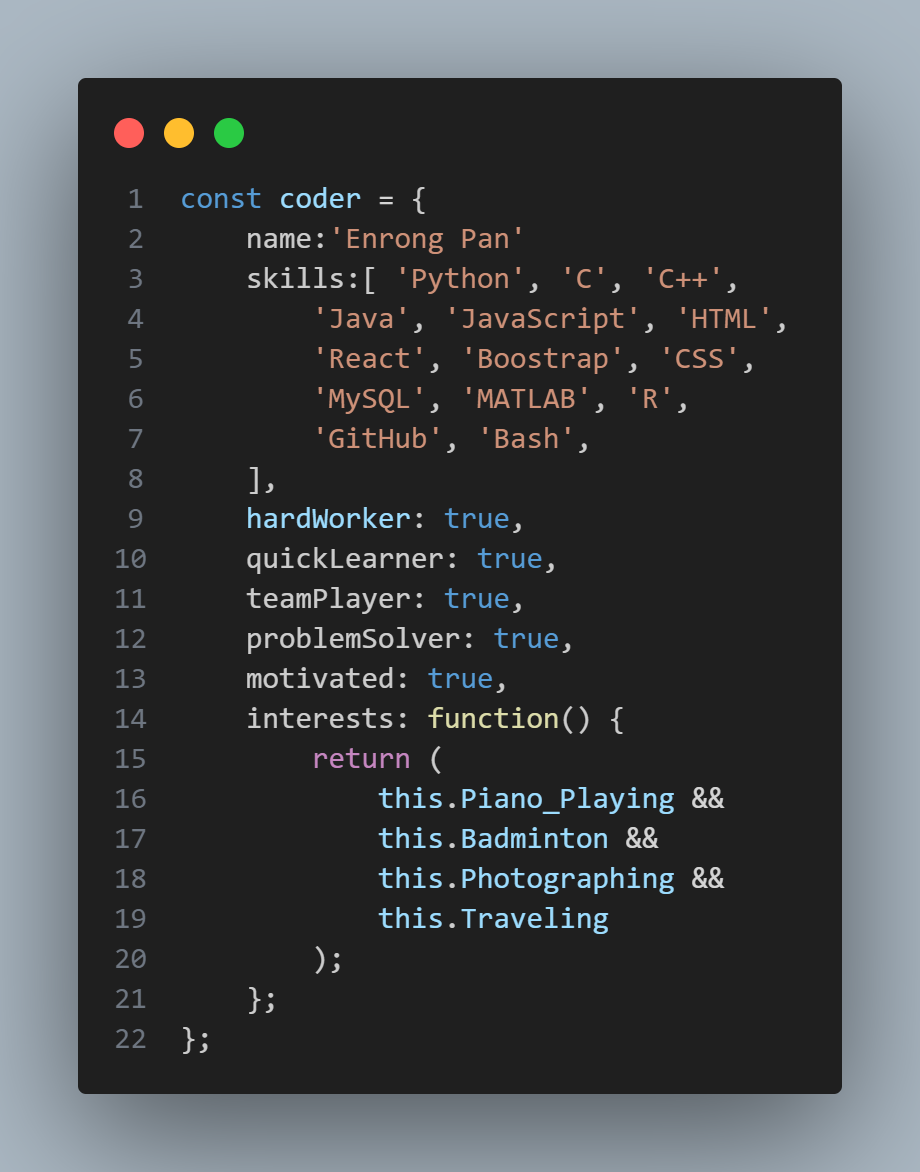 1 const coder = {
2     name:'Enrong Pan'
3     skills:[ 'Python', 'C', 'C++',
4         'Java', 'JavaScript', 'HTML',
5         'React', 'Boostrap', 'CSS',
6         'MySQL', 'MATLAB', 'R',
7         'GitHub', 'Bash',
8     ],
9     hardWorker: true,
10     quickLearner: true,
11     teamPlayer: true,
12     problemSolver: true,
13     motivated: true,
14     interests: function() {
15         return (
16             this.Piano_Playing &&
17             this.Badminton &&
18             this.Photographing &&
19             this.Traveling
20         );
21     };
22 };